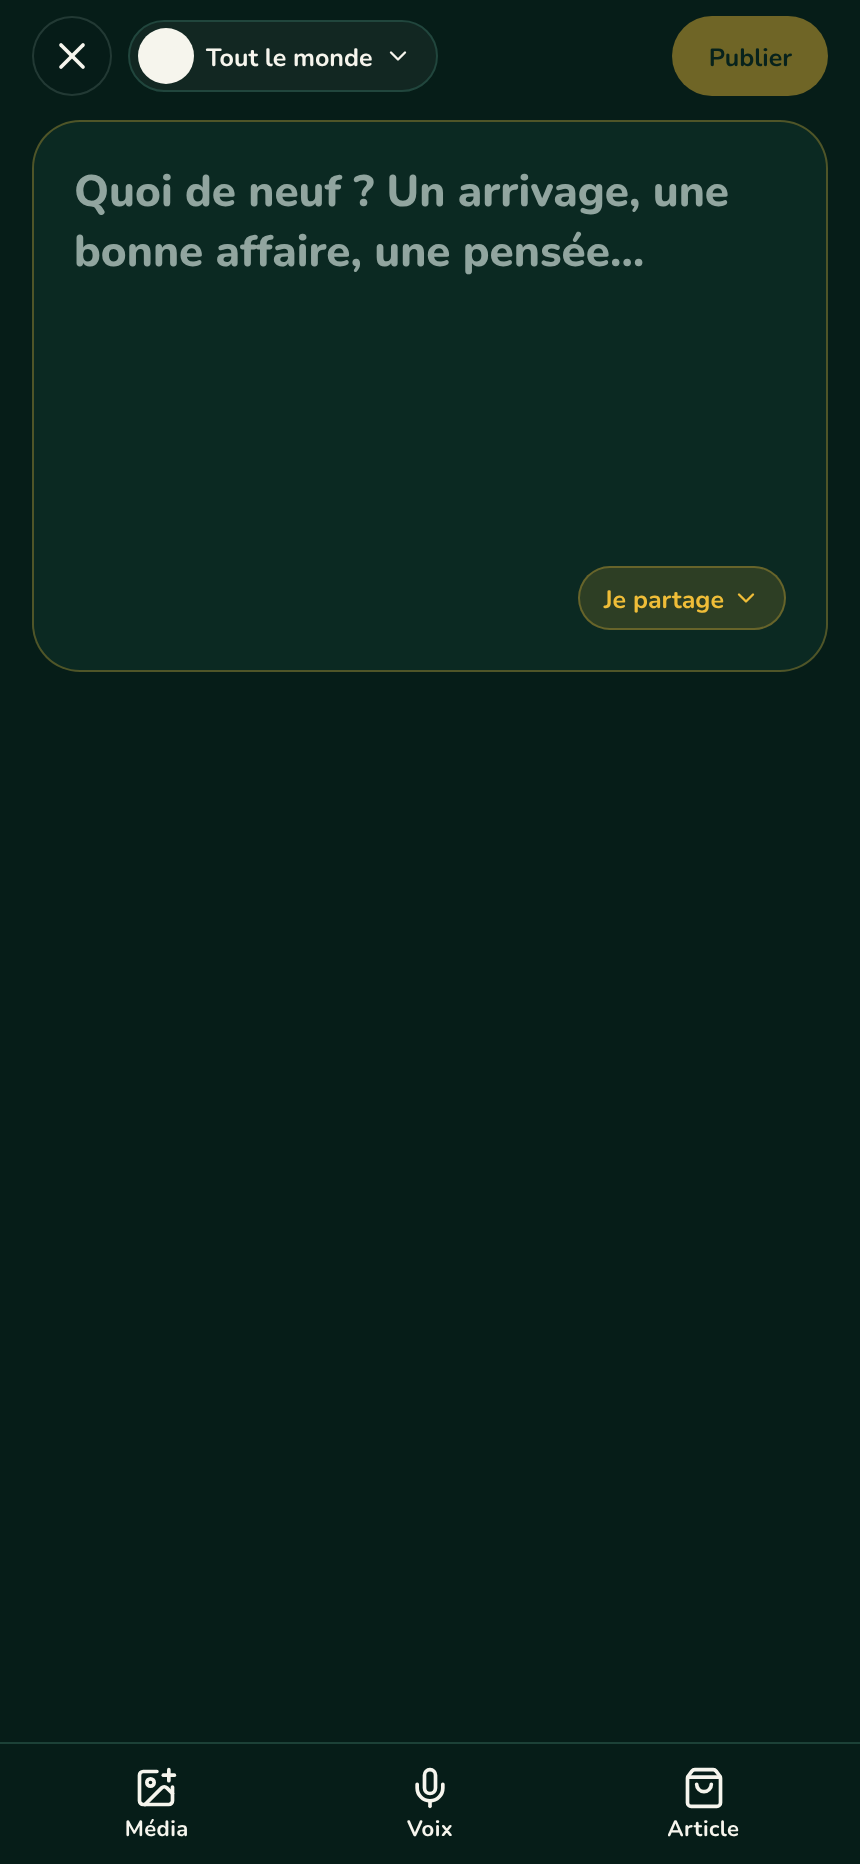 Tout le monde
Publier
Quoi de neuf ? Un arrivage, une
bonne affaire, une pensée...
Je partage
Média
Voix
Article